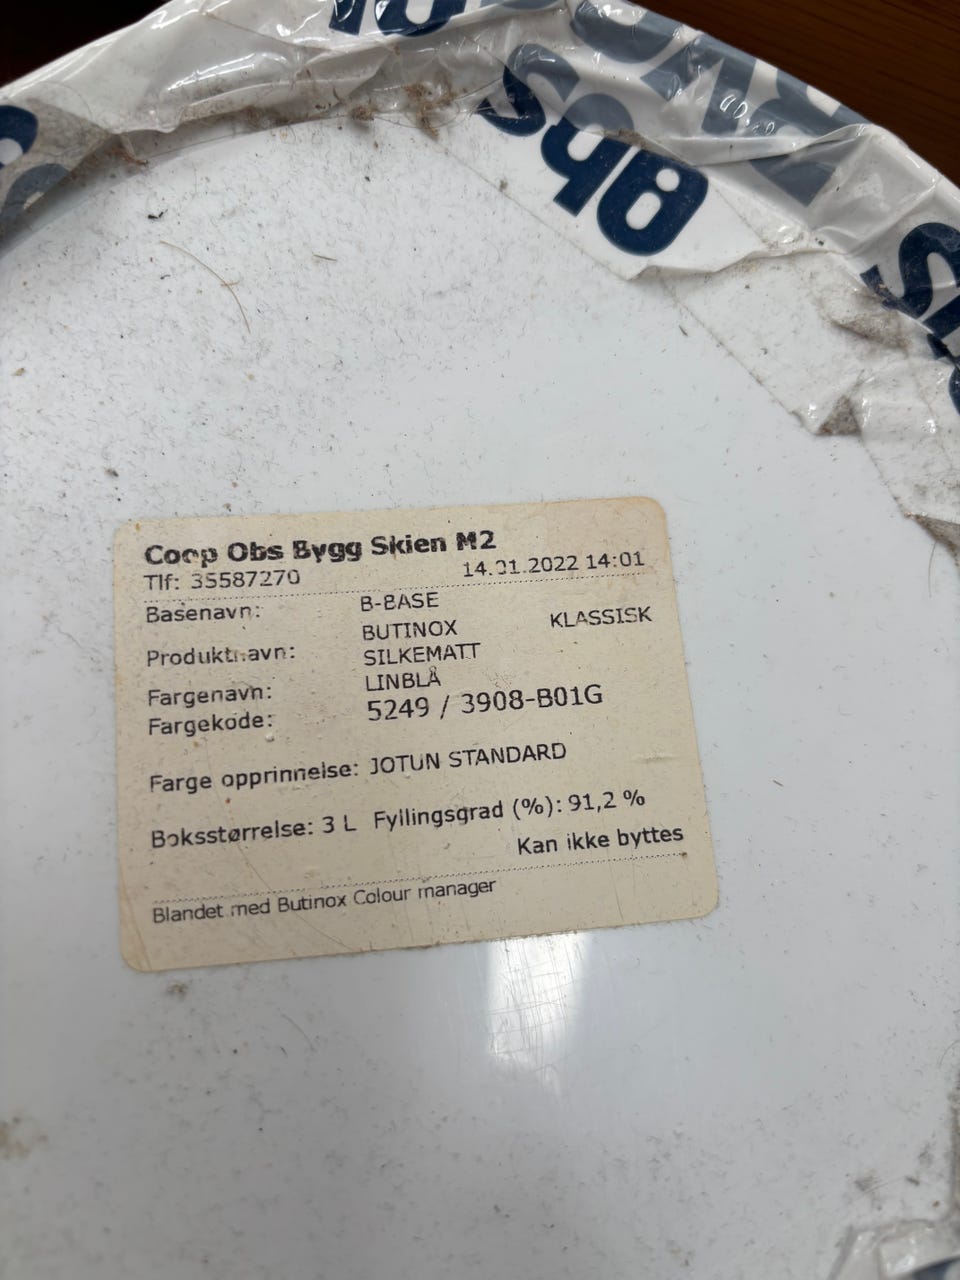 obs
Coop Obs Bygg Skien M2
Tlf: 35587270 14.01.2022 14:01
Basenavn: B-BASE
BUTINOX KLASSISK
Produktnavn: SILKEMATT
Fargenavn: LINBLÅ
Fargekode: 5249 / 3908-B01G
Farge opprinnelse: JOTUN STANDARD
Boksstørrelse: 3 L Fyllingsgrad (%): 91,2 %
Kan ikke byttes
Blandet med Butinox Colour manager